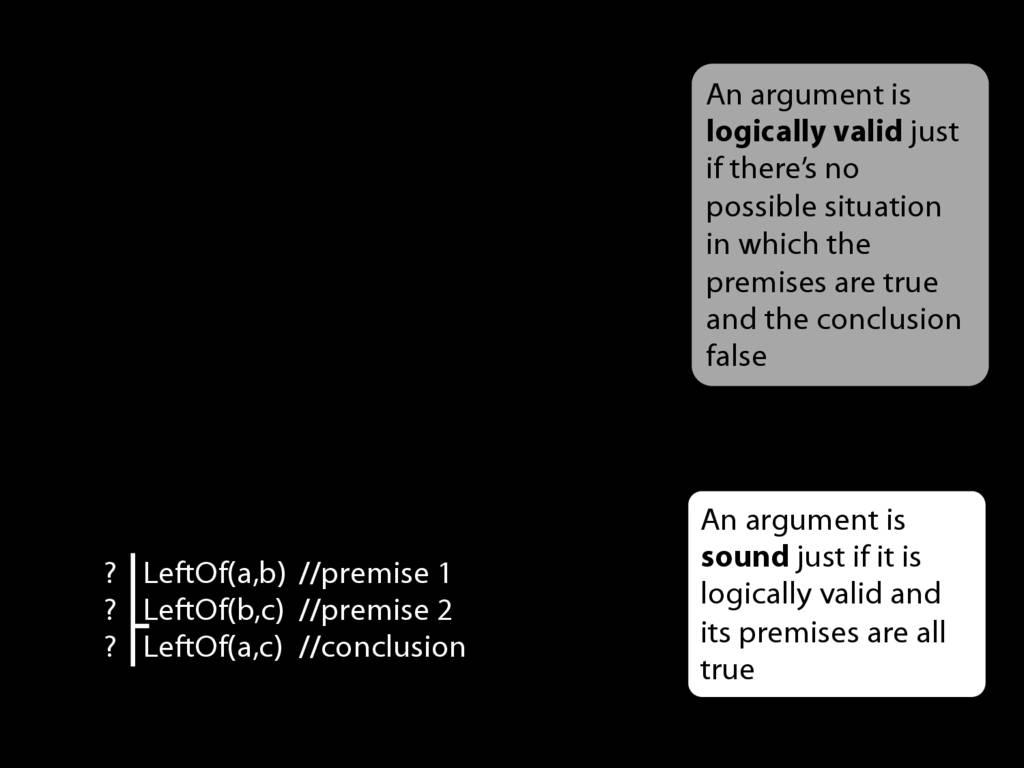 An argument is
logically valid just
if there’s no
possible situation
in which the
premises are true
and the conclusion
false
? LeftOf(a,b) //premise 1
? LeftOf(b,c) //premise 2
? LeftOf(a,c) //conclusion
An argument is
sound just if it is
logically valid and
its premises are all
true